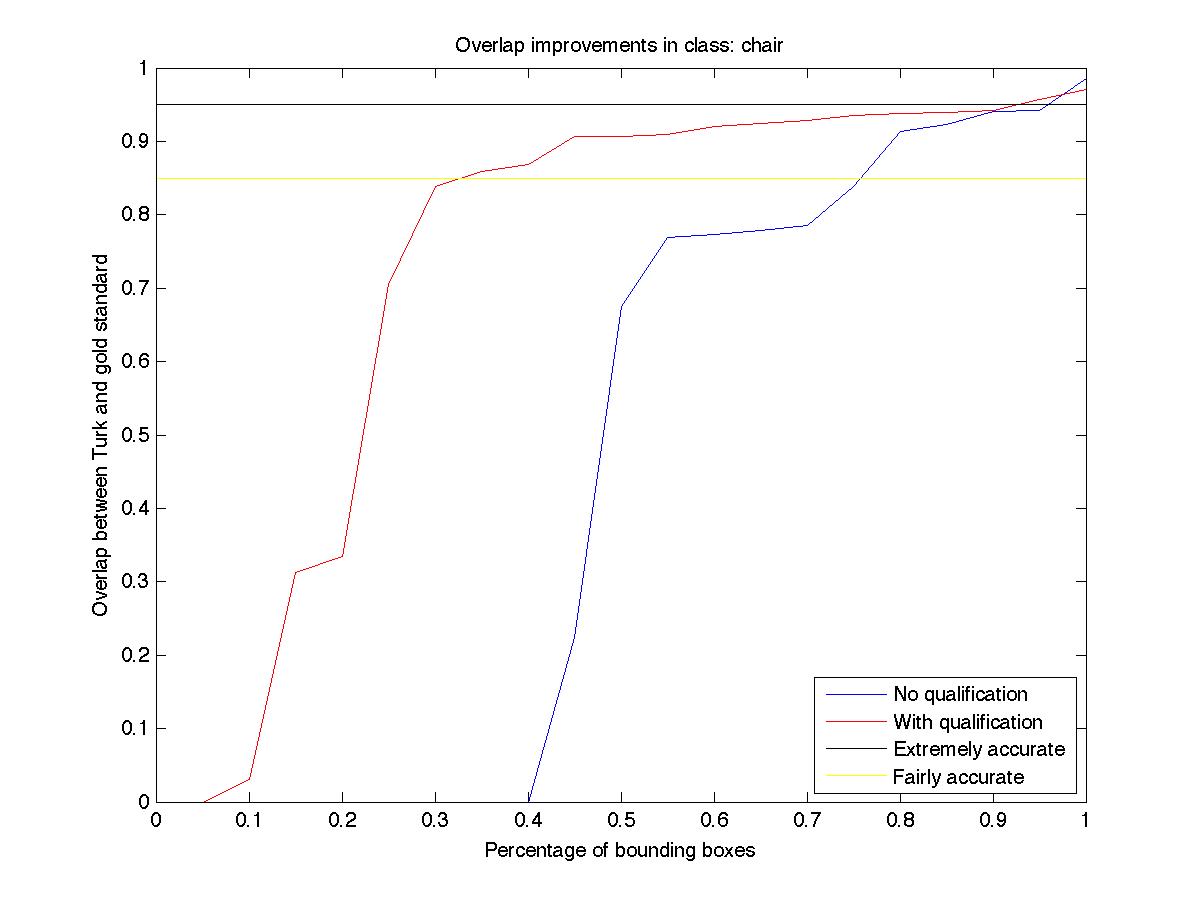 Overlap improvements in class: chair
1
0.9
0.8
0.7
0.6
0.5
0.4
0.3
0.2
0.1
0
Overlap between Turk and gold standard
No qualification
With qualification
Extremely accurate
Fairly accurate
0 0.1 0.2 0.3 0.4 0.5 0.6 0.7 0.8 0.9 1
Percentage of bounding boxes